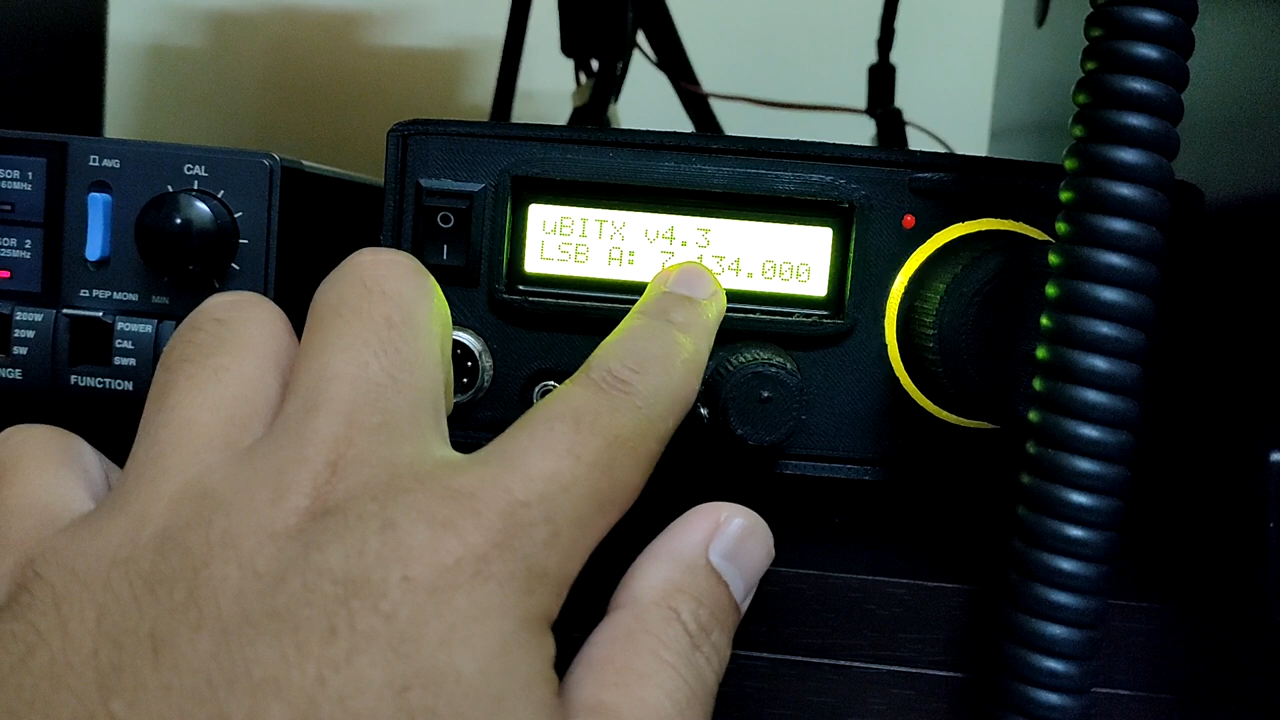 AVG
CAL
SOR 1
60MHz
SOR 2
25MHz
PEP MONI
MIN
200W
20W
5W
NGE
POWER
CAL
SWR
FUNCTION
O
I
uBITX v4.3
LSB A: 7.134.000